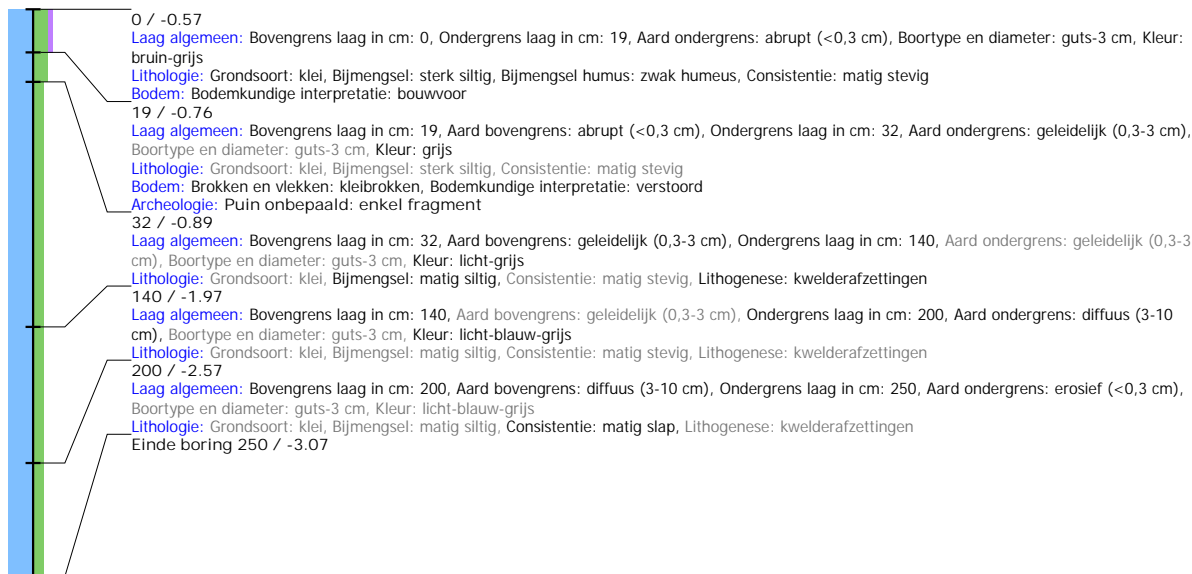 0 / -0.57
Laag algemeen: Bovengrens laag in cm: 0, Ondergrens laag in cm: 19, Aard ondergrens: abrupt (<0,3 cm), Boortype en diameter: guts-3 cm, Kleur:
bruin-grijs
Lithologie: Grondsoort: klei, Bijmengsel: sterk siltig, Bijmengsel humus: zwak humeus, Consistentie: matig stevig
Bodem: Bodemkundige interpretatie: bouwvoor
19 / -0.76
Laag algemeen: Bovengrens laag in cm: 19, Aard bovengrens: abrupt (<0,3 cm), Ondergrens laag in cm: 32, Aard ondergrens: geleidelijk (0,3-3 cm),
Boortype en diameter: guts-3 cm, Kleur: grijs
Lithologie: Grondsoort: klei, Bijmengsel: sterk siltig, Consistentie: matig stevig
Bodem: Brokken en vlekken: kleibrokken, Bodemkundige interpretatie: verstoord
Archeologie: Puin onbepaald: enkel fragment
32 / -0.89
Laag algemeen: Bovengrens laag in cm: 32, Aard bovengrens: geleidelijk (0,3-3 cm), Ondergrens laag in cm: 140, Aard ondergrens: geleidelijk (0,3-3
cm), Boortype en diameter: guts-3 cm, Kleur: licht-grijs
Lithologie: Grondsoort: klei, Bijmengsel: matig siltig, Consistentie: matig stevig, Lithogenese: kwelderafzettingen
140 / -1.97
Laag algemeen: Bovengrens laag in cm: 140, Aard bovengrens: geleidelijk (0,3-3 cm), Ondergrens laag in cm: 200, Aard ondergrens: diffuus (3-10
cm), Boortype en diameter: guts-3 cm, Kleur: licht-blauw-grijs
Lithologie: Grondsoort: klei, Bijmengsel: matig siltig, Consistentie: matig stevig, Lithogenese: kwelderafzettingen
200 / -2.57
Laag algemeen: Bovengrens laag in cm: 200, Aard bovengrens: diffuus (3-10 cm), Ondergrens laag in cm: 250, Aard ondergrens: erosief (<0,3 cm),
Boortype en diameter: guts-3 cm, Kleur: licht-blauw-grijs
Lithologie: Grondsoort: klei, Bijmengsel: matig siltig, Consistentie: matig slap, Lithogenese: kwelderafzettingen
Einde boring 250 / -3.07